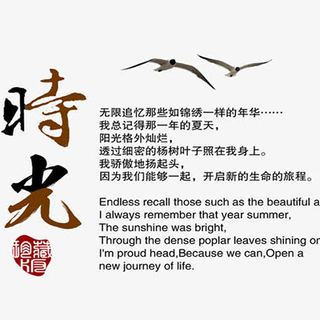 時光
珍藏版
无限追忆那些如锦绣一样的年华……
我总记得那一年的夏天，
阳光格外灿烂，
透过细密的杨树叶子照在我身上。
我骄傲地扬起头，
因为我们能够一起，开启新的生命的旅程。
Endless recall those such as the beautiful a
I always remember that year summer,
The sunshine was bright,
Through the dense poplar leaves shining on
I'm proud head,Because we can,Open a
new journey of life.